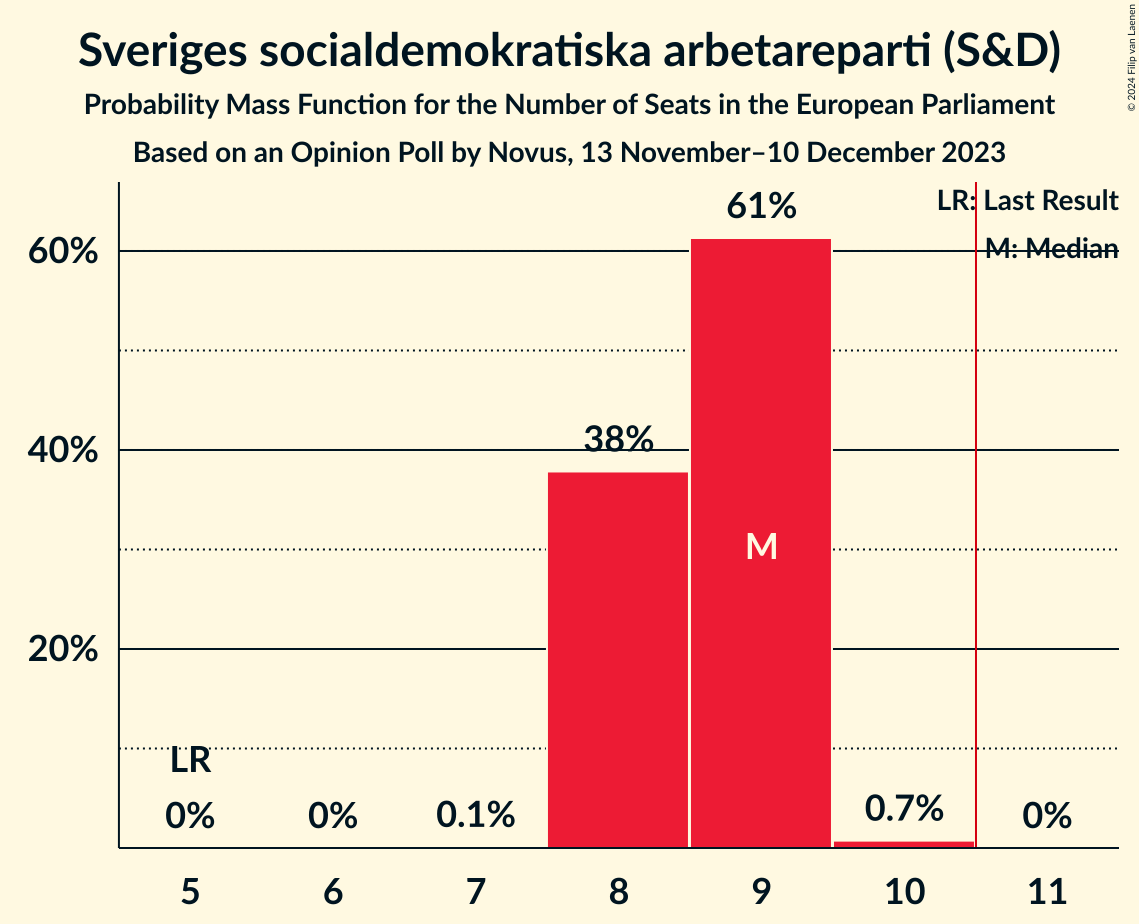 Sveriges socialdemokratiska arbetareparti (S&D)
Probability Mass Function for the Number of Seats in the European Parliament
Based on an Opinion Poll by Novus, 13 November–10 December 2023
© 2024 Filip van Laenen
LR: Last Result
M: Median
61%
60%
38%
40%
M
20%
LR
0%
0%
0.1%
0.7%
0%
5
6
7
8
9
10
11